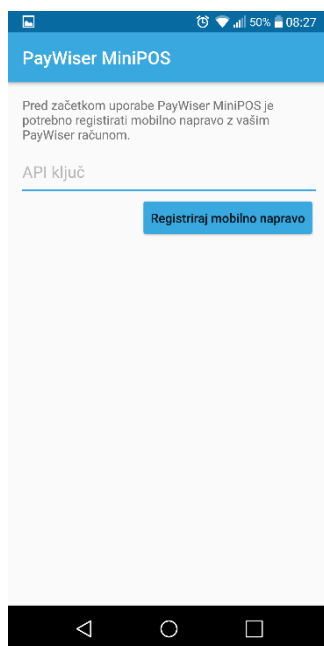 50% 08:27
PayWiser MiniPOS
Pred začetkom uporabe PayWiser MiniPOS je
potrebno registirati mobilno napravo z vašim
PayWiser računom.
API ključ
Registriraj mobilno napravo